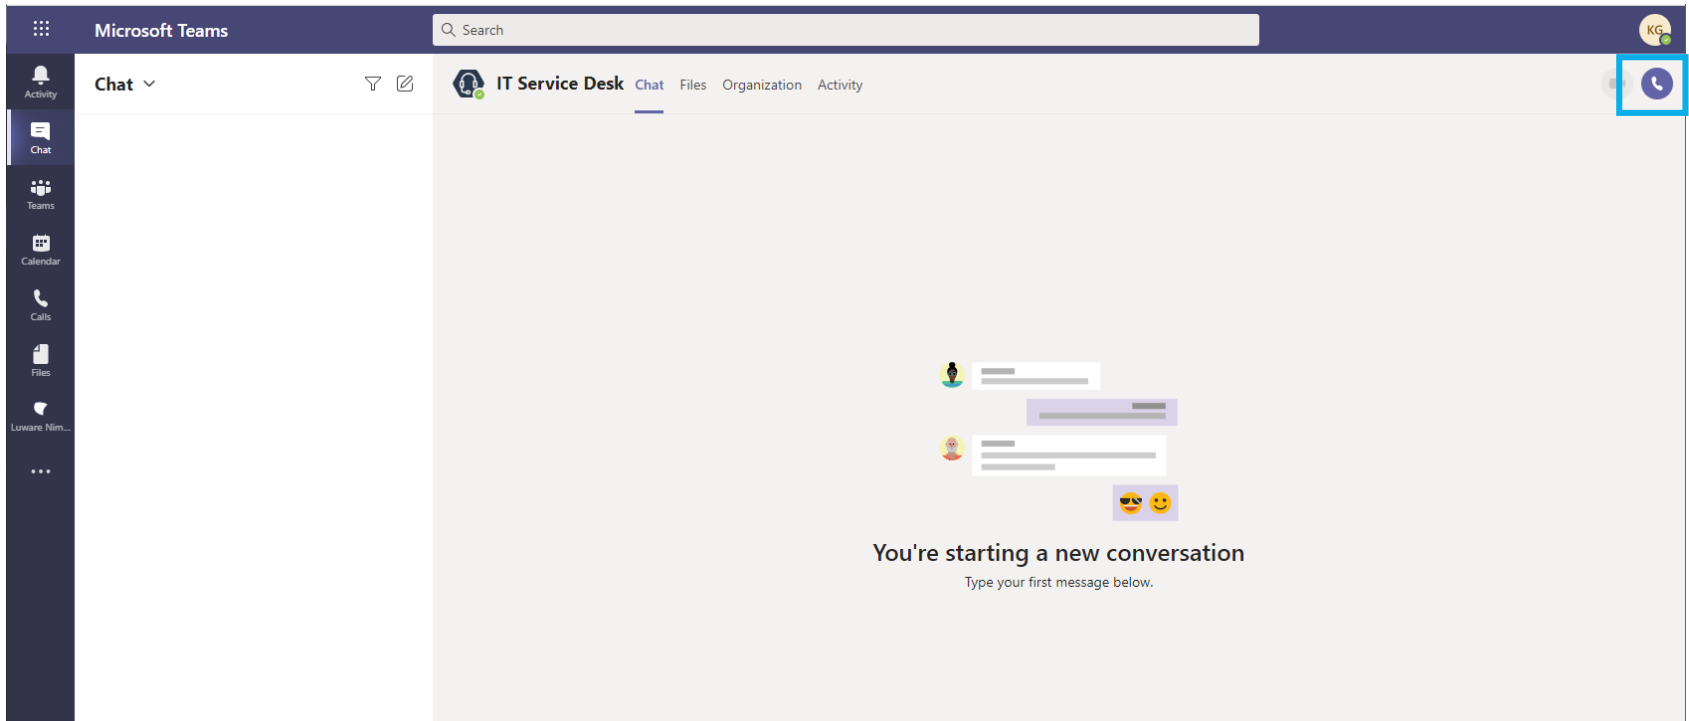 Microsoft Teams
Search
KG
Activity
Chat
Teams
Calendar
Calls
Files
Luware Nim...
Chat
IT Service Desk
Chat Files Organization Activity
You're starting a new conversation
Type your first message below.